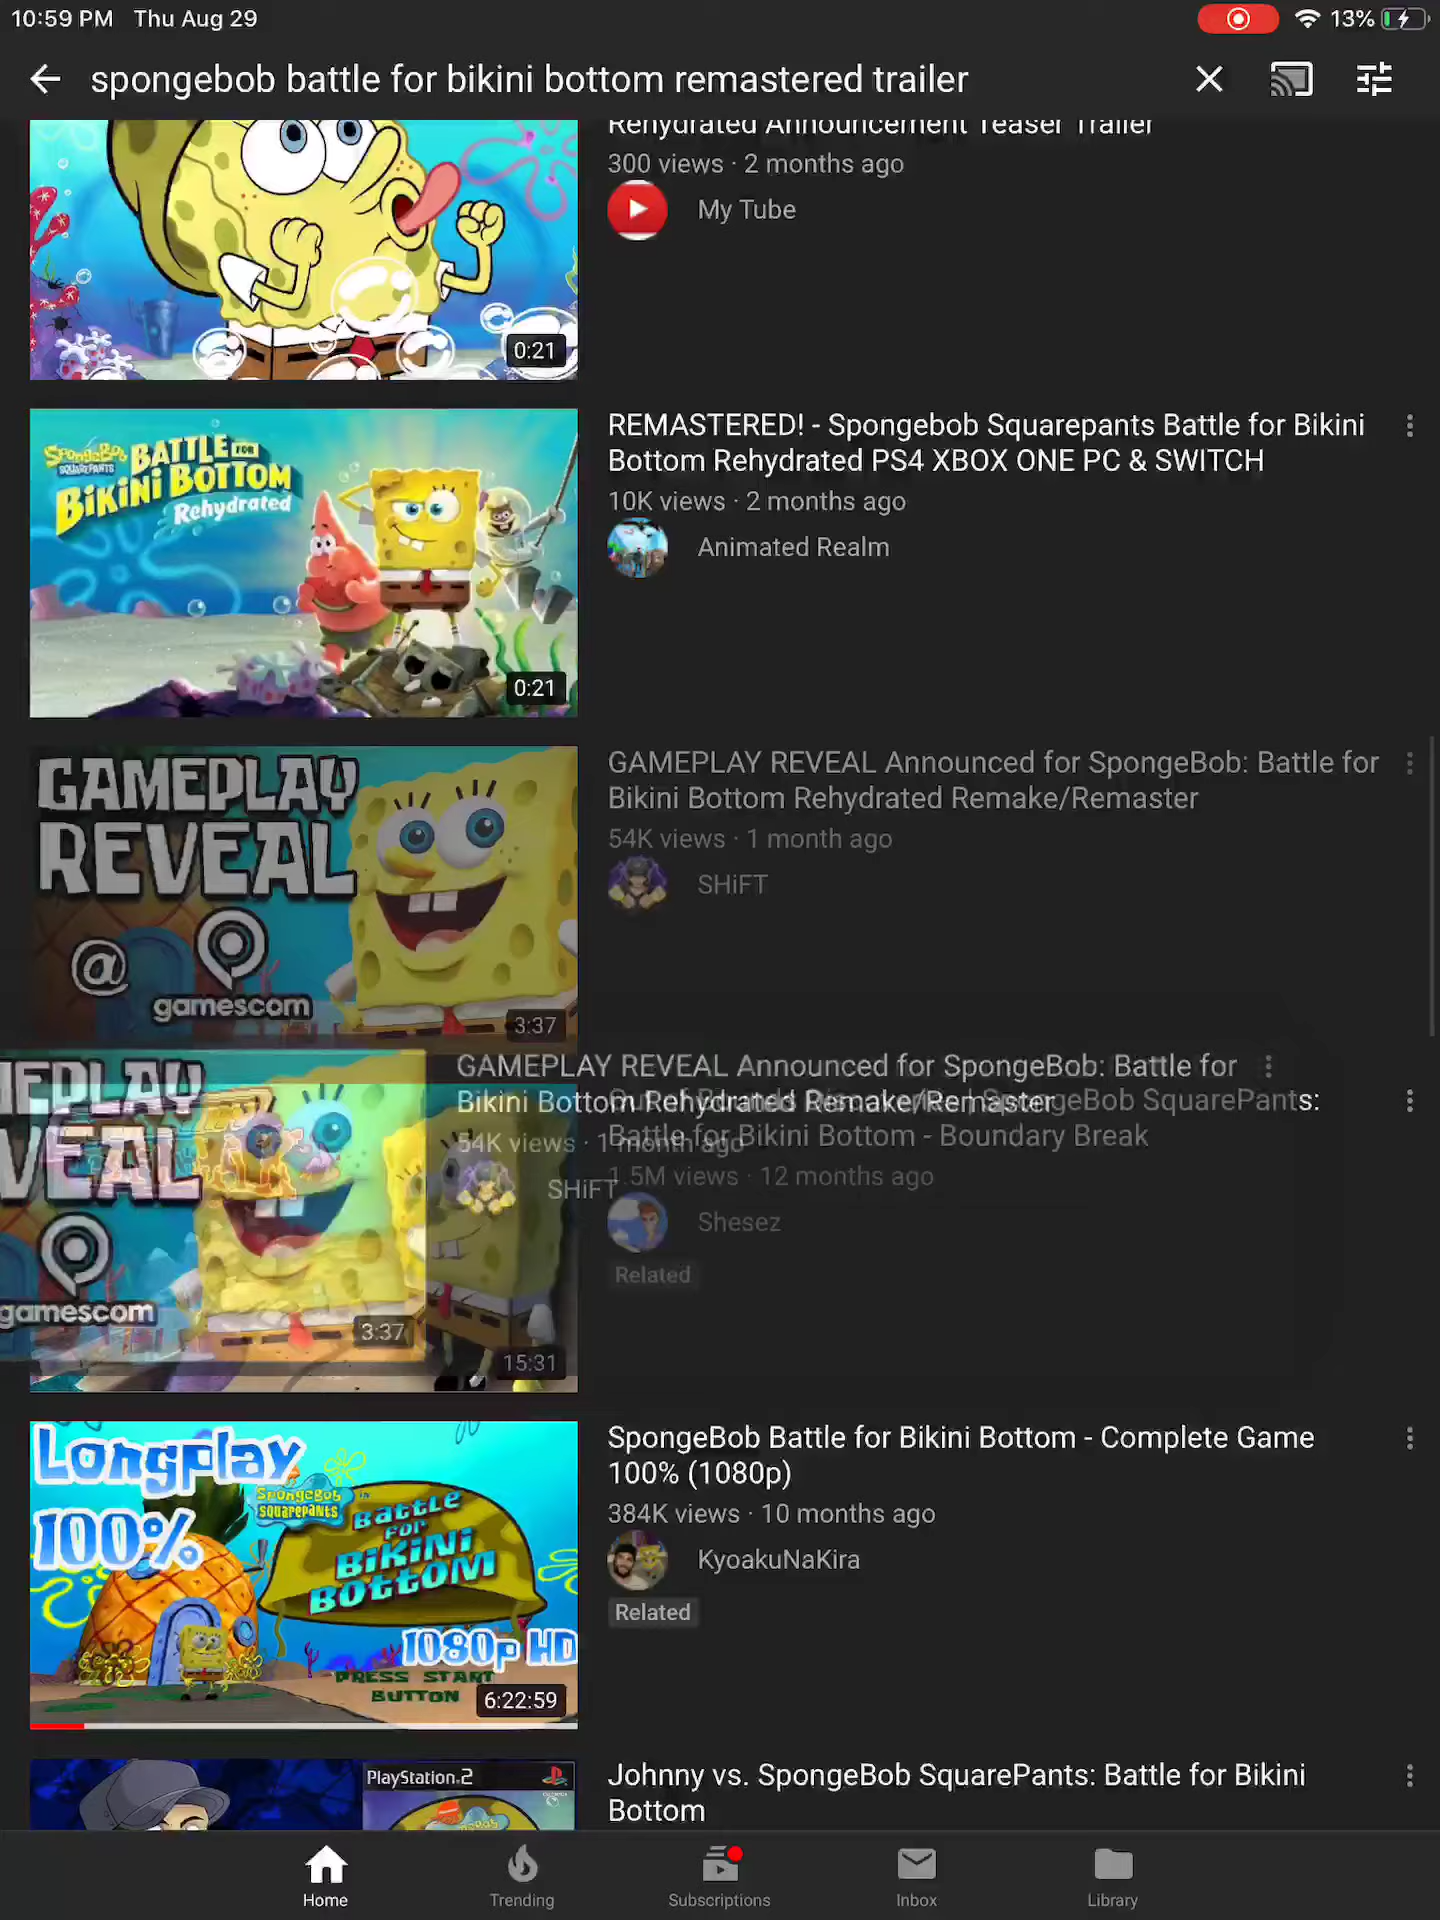 10:59 PM Thu Aug 29
13%
spongebob battle for bikini bottom remastered trailer
Rehydrated Announcement Teaser Trailer
300 views · 2 months ago
My Tube
0:21
SpongeBob
SQUAREPANTS
BATTLE FOR
BiKiNi BOTTOM
Rehydrated
0:21
REMASTERED! - Spongebob Squarepants Battle for Bikini
Bottom Rehydrated PS4 XBOX ONE PC & SWITCH
10K views · 2 months ago
Animated Realm
GAMEPLAY
REVEAL
@
gamescom
3:37
GAMEPLAY REVEAL Announced for SpongeBob: Battle for
Bikini Bottom Rehydrated Remake/Remaster
54K views · 1 month ago
SHiFT
MEPLAY
VEAL
gamescom
3:37
15:31
GAMEPLAY REVEAL Announced for SpongeBob: Battle for
Bikini Bottom Rehydrated Remake/Remaster
54K views · 1 month ago
SHiFT
SpongeBob SquarePants:
Battle for Bikini Bottom - Boundary Break
1.5M views · 12 months ago
Shesez
Related
Longplay
100%
SpongeBob
SQUAREPANTS in
BATTLE
FOR
BiKiNi
BOTTOM
1080p HD
PRESS START
BUTTON
6:22:59
SpongeBob Battle for Bikini Bottom - Complete Game
100% (1080p)
384K views · 10 months ago
KyoakuNaKira
Related
PlayStation.2
Johnny vs. SpongeBob SquarePants: Battle for Bikini
Bottom
Home
Trending
Subscriptions
Inbox
Library